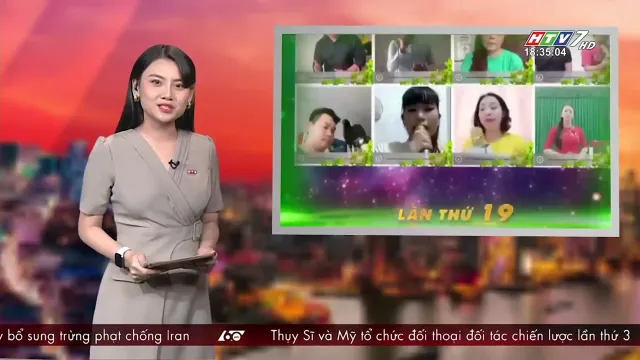 HTV7 HD
18:35:04
LẦN THỨ 19
y bổ sung trừng phạt chống Iran
60
Thụy Sĩ và Mỹ tổ chức đối thoại đối tác chiến lược lần thứ 3